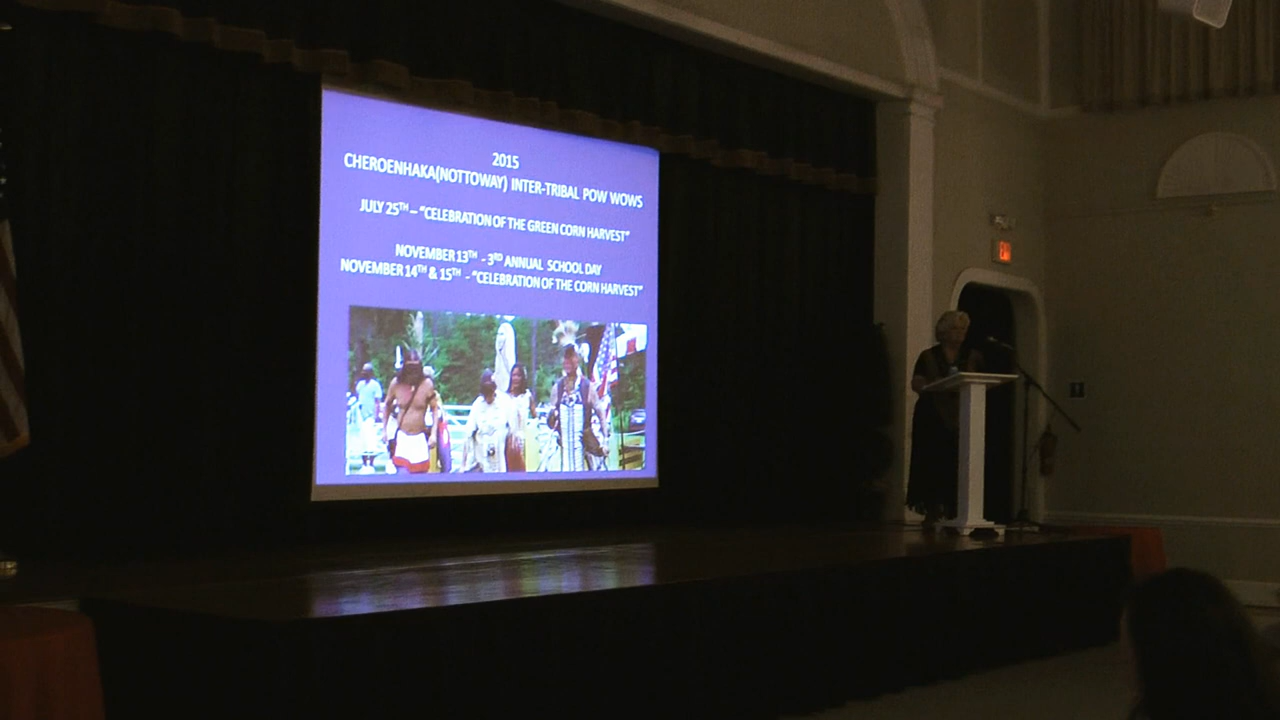 2015
CHEROENHAKA(NOTTOWAY) INTER-TRIBAL POW WOWS
JULY 25TH – "CELEBRATION OF THE GREEN CORN HARVEST"
NOVEMBER 13TH - 3RD ANNUAL SCHOOL DAY
NOVEMBER 14TH & 15TH - "CELEBRATION OF THE CORN HARVEST"